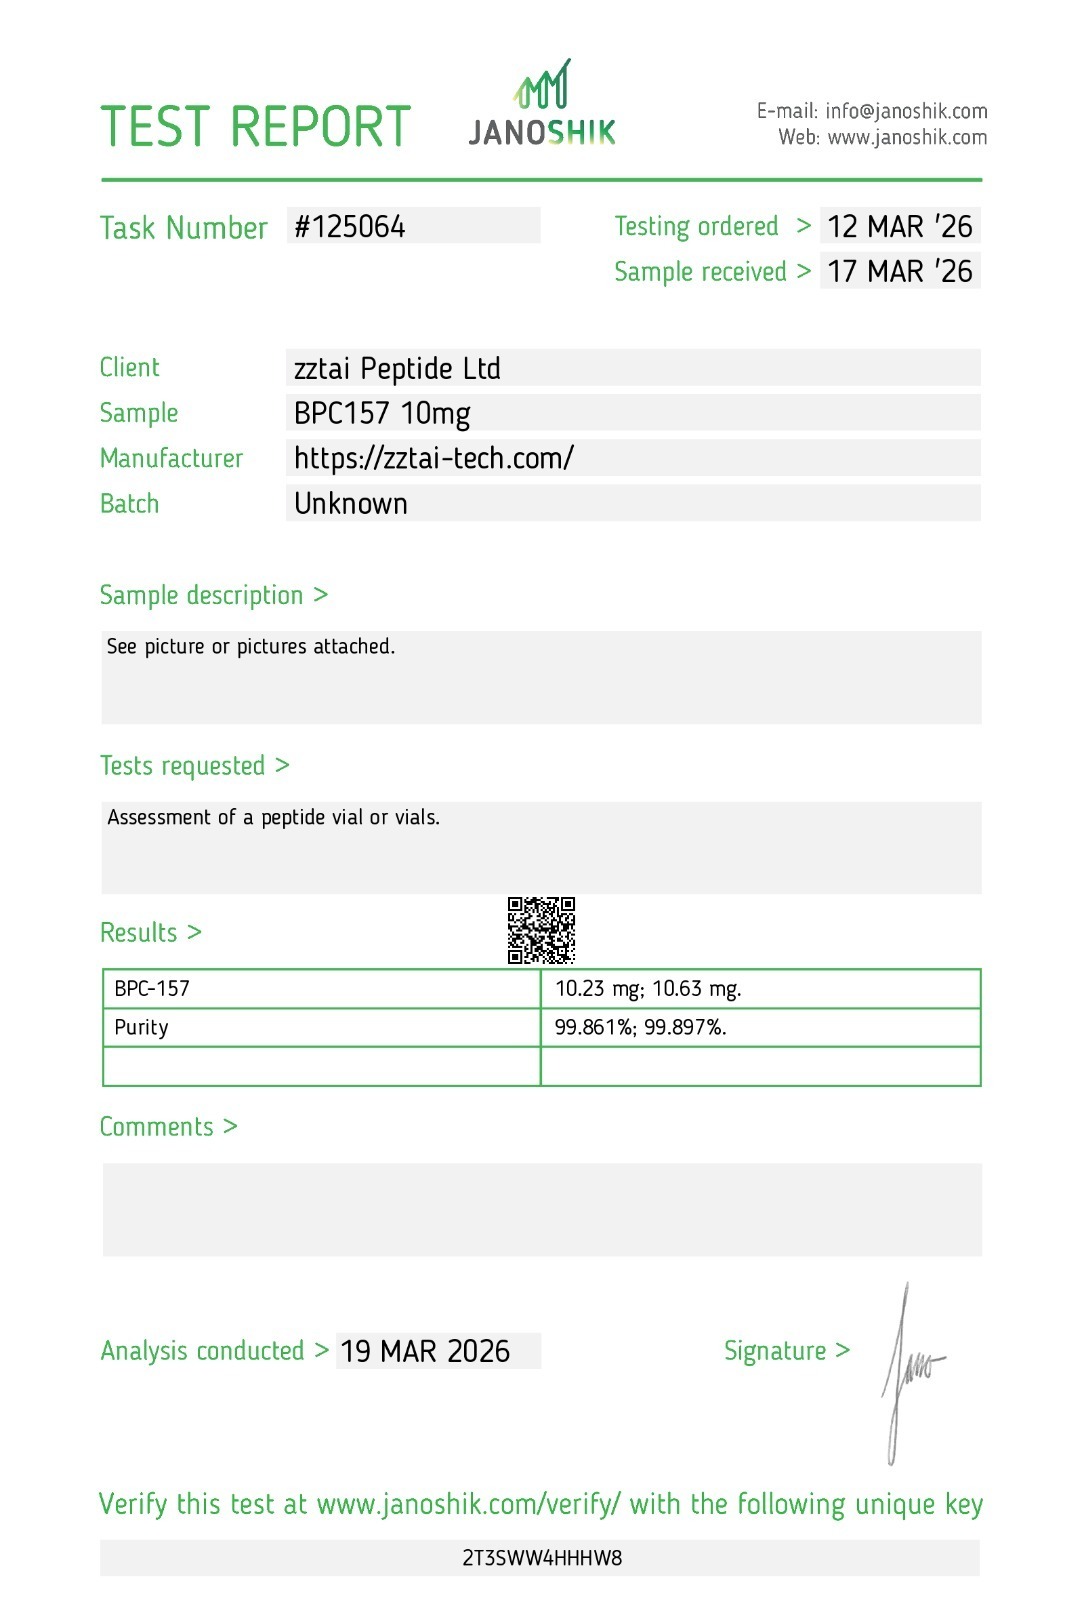 TEST REPORT
JANOSHIK
E-mail: info@janoshik.com
Web: www.janoshik.com
Task Number #125064
Testing ordered > 12 MAR '26
Sample received > 17 MAR '26
Client zztai Peptide Ltd
Sample BPC157 10mg
Manufacturer https://zztai-tech.com/
Batch Unknown
Sample description >
See picture or pictures attached.
Tests requested >
Assessment of a peptide vial or vials.
Results >
BPC-157 10.23 mg; 10.63 mg.
Purity 99.861%; 99.897%.
Comments >
Analysis conducted > 19 MAR 2026
Signature > Jano
Verify this test at www.janoshik.com/verify/ with the following unique key
2T3SWW4HHHW8